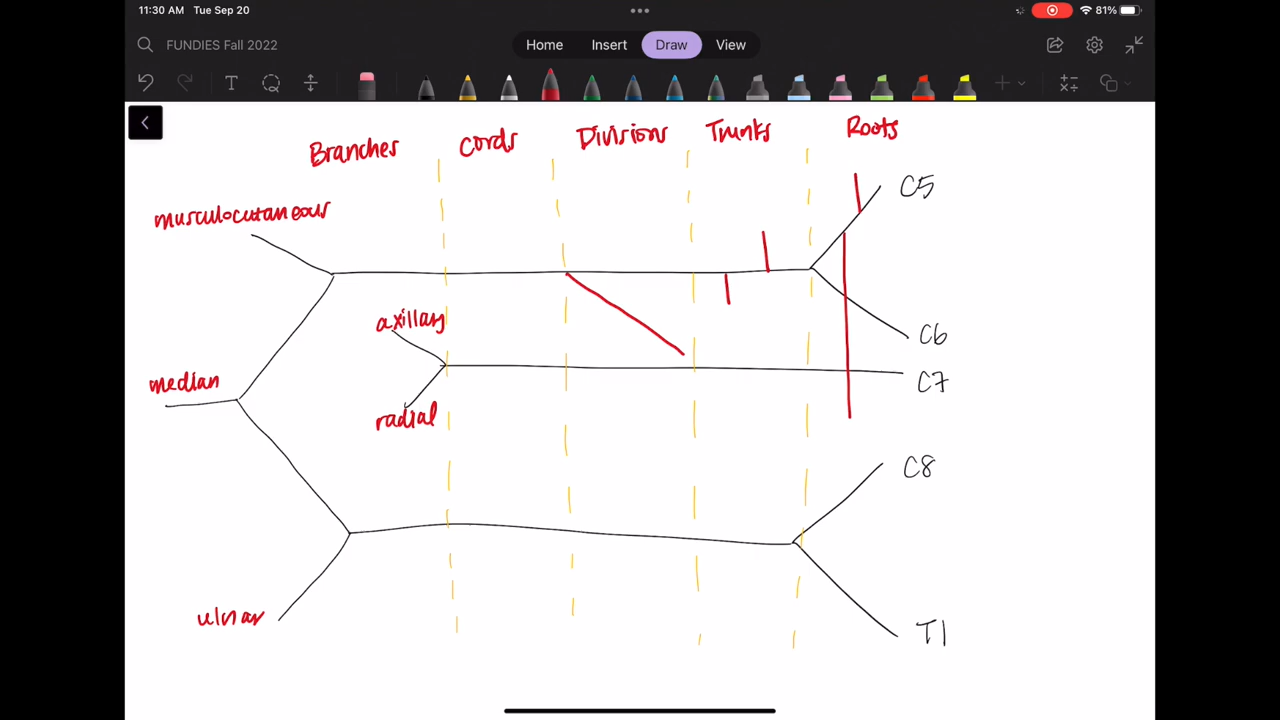 11:30 AM Tue Sep 20
81%
FUNDIES Fall 2022
Home Insert Draw View
Branches Cords Divisions Trunks Roots
musculocutaneous
C5
axillary
C6
median
C7
radial
C8
ulnar
T1